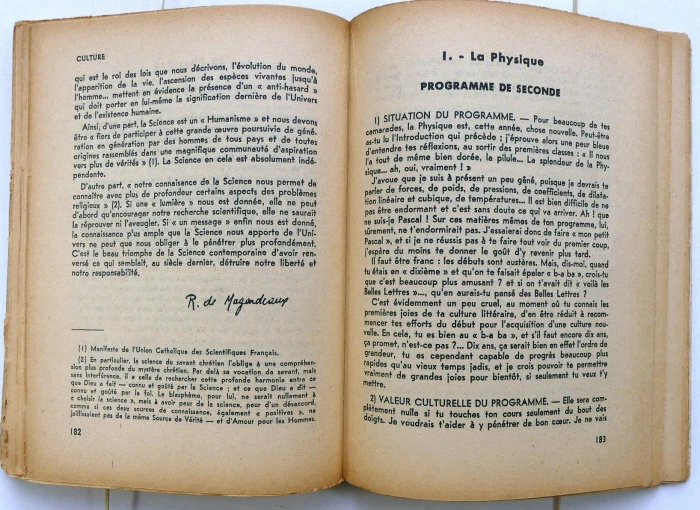 CULTURE
qui est le roi des lois que nous décrivons, l'évolution du monde,
l'apparition de la vie, l'ascension des espèces vivantes jusqu'à
l'homme... mettent en évidence la présence d'un « anti-hasard »
qui doit porter en lui-même la signification dernière de l'Univers
et de l'existence humaine.
Ainsi, d'une part, la Science est un « Humanisme » et nous devons
être « fiers de participer à cette grande œuvre poursuivie de géné-
ration en génération par des hommes de tous pays et de toutes
origines rassemblés dans une magnifique communauté d'aspiration
vers plus de vérités » (1). La Science en cela est absolument indé-
pendante.
D'autre part, « notre connaisance de la Science nous permet de
connaître avec plus de profondeur certains aspects du problèmes
religieux » (2). Si une « lumière » nous est donnée, elle ne peut
d'abord qu'encourager notre recherche scientifique, elle ne saurait
la réprouver ni l'aveugler. Si « un message » enfin nous est donné,
la connaissance plus ample que la Science nous apporte de l'Uni-
vers ne peut que nous obliger à le pénétrer plus profondément.
C'est le beau triomphe de la Science contemporaine d'avoir ren-
versé ce qui semblait, au siècle dernier, détruire notre liberté et
notre responsabilité.
R. de Magondeaux
(1) Manifeste de l'Union Catholique des Scientifiques Français.
(2) En particulier, la science du savant chrétien l'oblige à une compréhen-
sion plus profonde du mystère chrétien. Par delà sa vocation de savant, mais
sans interférence, il a celle de rechercher cette profonde harmonie entre ce
que Dieu a fait — connu et goûté par la Science ; et ce que Dieu a dit —
connu et goûté par la foi. Le blasphème, pour lui, ne serait nullement à
« choisir la science », mais à avoir peur de la science, peur d'un désaccord,
comme si ces deux sources de connaissance, également « positives », ne
jaillissaient pas de la même Source de Vérité — et d'Amour pour les Hommes.
182
I. - La Physique
PROGRAMME DE SECONDE
1) SITUATION DU PROGRAMME. — Pour beaucoup de tes
camarades, la Physique est, cette année, chose nouvelle. Peut-être
as-tu lu l'Introduction qui précède ; j'éprouve alors une peur bleue
d'entendre tes réflexions, au sortir des premières classes : « Il nous
l'a tout de même bien dorée, la pilule... La splendeur de la Phy-
sique... ah, oui, vraiment ! »
J'avoue que je suis à présent un peu gêné, puisque je devrais te
parler de forces, de poids, de pressions, de coefficients, de dilata-
tion linéaire et cubique, de températures... Il est bien difficile de ne
pas être endormant et c'est sans doute ce qui va arriver. Ah ! que
ne suis-je Pascal ! Sur ces matières mêmes de ton programme, lui,
sûrement, ne t'endormirait pas. J'essaierai donc de faire « mon petit
Pascal », et si je ne réussis pas à te faire tout voir du premier coup,
j'espère du moins te donner le goût d'y revenir plus tard.
Il faut être franc : les débuts sont austères. Mais, dis-moi, quand
tu étais en « dixième » et qu'on te faisait épeler « b-a ba », crois-tu
que c'est beaucoup plus amusant ? et si on t'avait dit « voilà les
Belles Lettres »..., qu'en aurais-tu pensé des Belles Lettres ?
C'est évidemment un peu cruel, au moment où tu connais les
premières joies de ta culture littéraire, d'en être réduit à recom-
mencer tes efforts du début pour l'acquisition d'une culture nou-
velle. En cela, tu es bien au « b-a ba », et s'il faut encore dix ans,
ça promet, n'est-ce pas ?... Dix ans, ça serait bien en effet l'ordre de
grandeur, tu es cependant capable de progrès beaucoup plus
rapides qu'au vieux temps jadis, et je crois pouvoir te permettre
vraiment de grandes joies pour bientôt, si seulement tu veux t'y
mettre.
2) VALEUR CULTURELLE DU PROGRAMME. — Elle sera com-
plètement nulle si tu touches ton cours seulement du bout des
doigts. Je voudrais t'aider à y pénétrer de bon cœur. Je ne vais
183